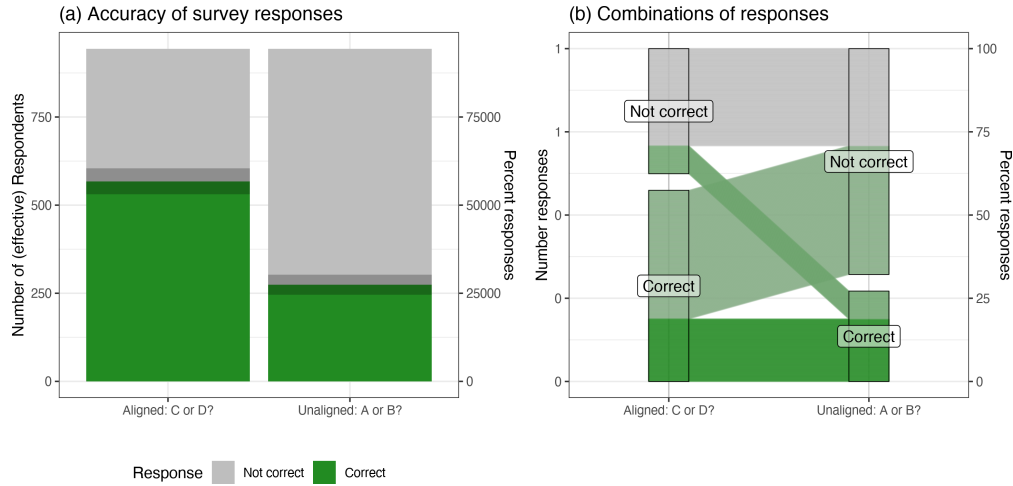 (a) Accuracy of survey responses
Number of (effective) Respondents
750
500
250
0
75000
50000
25000
0
Percent responses
Aligned: C or D?
Unaligned: A or B?
Response
Not correct
Correct
(b) Combinations of responses
Number responses
1
1
0
0
0
100
75
50
25
0
Percent responses
Not correct
Not correct
Correct
Correct
Aligned: C or D?
Unaligned: A or B?